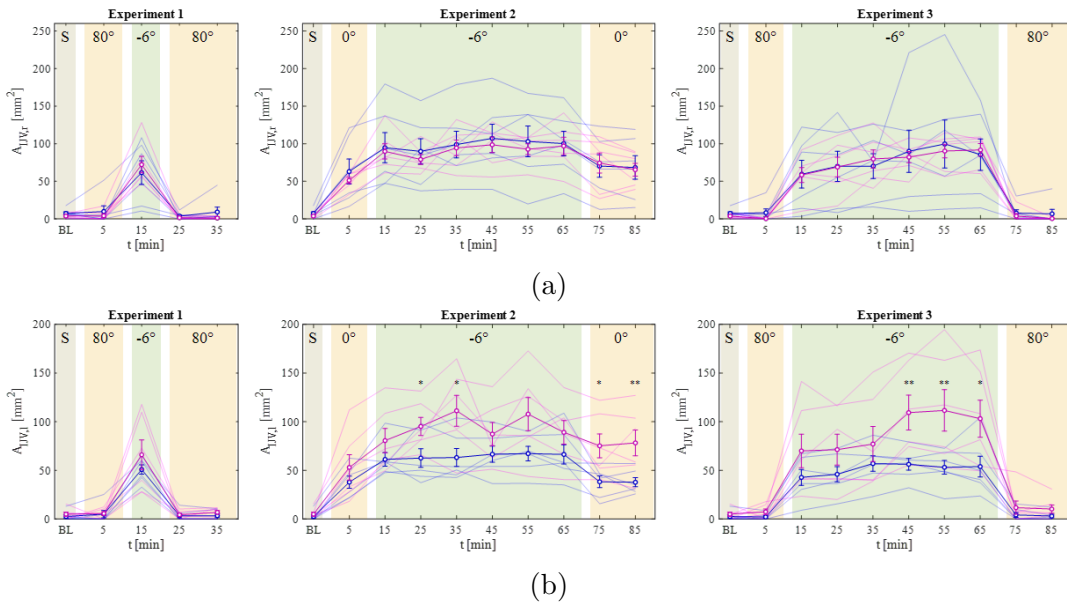 Experiment 1
Experiment 2
Experiment 3
S 80° -6° 80°
S 0° -6° 0°
S 80° -6° 80°
A_IJV,r [mm²]
A_IJV,r [mm²]
A_IJV,r [mm²]
250
200
150
100
50
0
250
200
150
100
50
0
250
200
150
100
50
0
BL 5 15 25 35
BL 5 15 25 35 45 55 65 75 85
BL 5 15 25 35 45 55 65 75 85
t [min]
t [min]
t [min]
(a)
Experiment 1
Experiment 2
Experiment 3
S 80° -6° 80°
S 0° -6° 0°
S 80° -6° 80°
A_IJV,l [mm²]
A_IJV,l [mm²]
A_IJV,l [mm²]
200
150
100
50
0
200
150
100
50
0
200
150
100
50
0
* * * **
** ** *
BL 5 15 25 35
BL 5 15 25 35 45 55 65 75 85
BL 5 15 25 35 45 55 65 75 85
t [min]
t [min]
t [min]
(b)